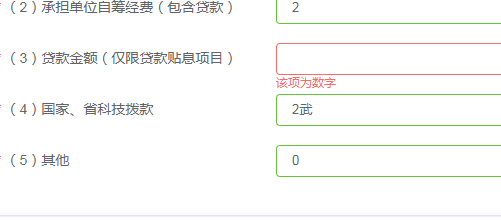 * （2）承担单位自筹经费（包含贷款） 2
* （3）贷款金额（仅限贷款贴息项目）
该项为数字
* （4）国家、省科技拨款 2武
* （5）其他 0